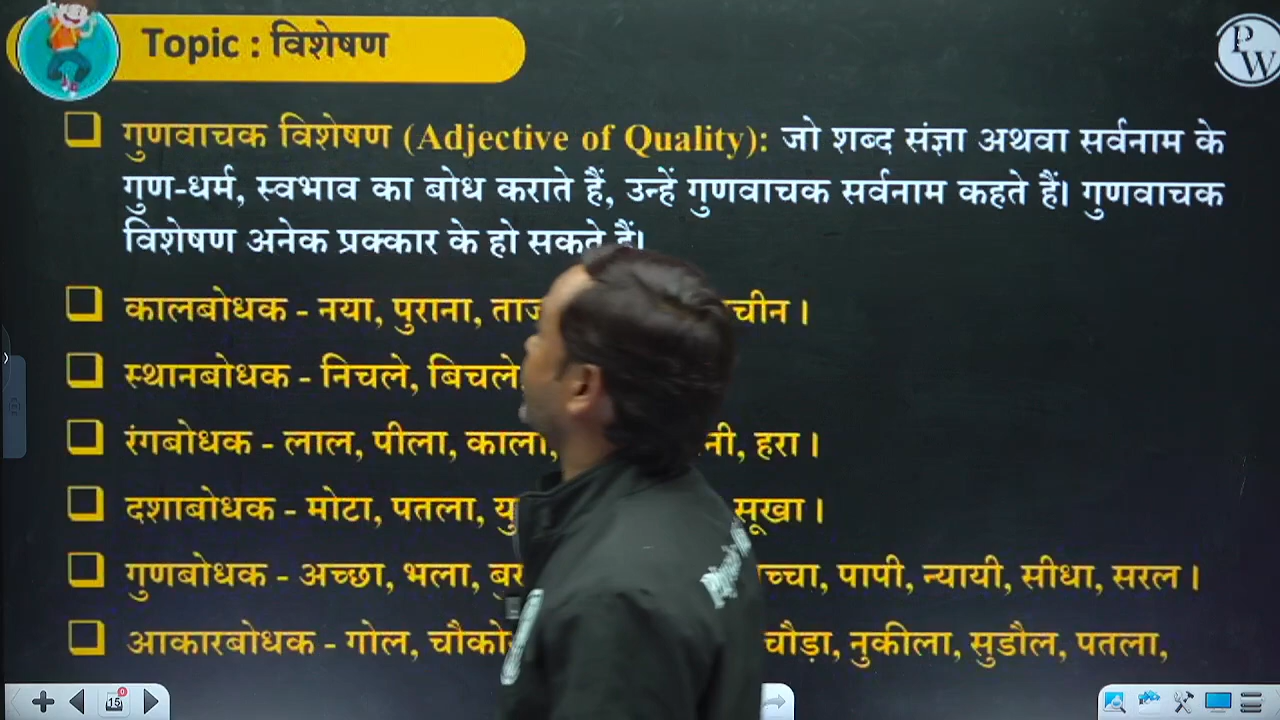 Topic : विशेषण
PW
गुणवाचक विशेषण (Adjective of Quality): जो शब्द संज्ञा अथवा सर्वनाम के
गुण-धर्म, स्वभाव का बोध कराते हैं, उन्हें गुणवाचक सर्वनाम कहते हैं। गुणवाचक
विशेषण अनेक प्रक्कार के हो सकते हैं।
कालबोधक - नया, पुराना,
स्थानबोधक - निचले, बिचले,
रंगबोधक - लाल, पीला, काला, हरा ।
दशाबोधक - मोटा, पतला, सूखा ।
गुणबोधक - अच्छा, भला, पापी, न्यायी, सीधा, सरल ।
आकारबोधक - गोल, चौड़ा, नुकीला, सुडौल, पतला,
15